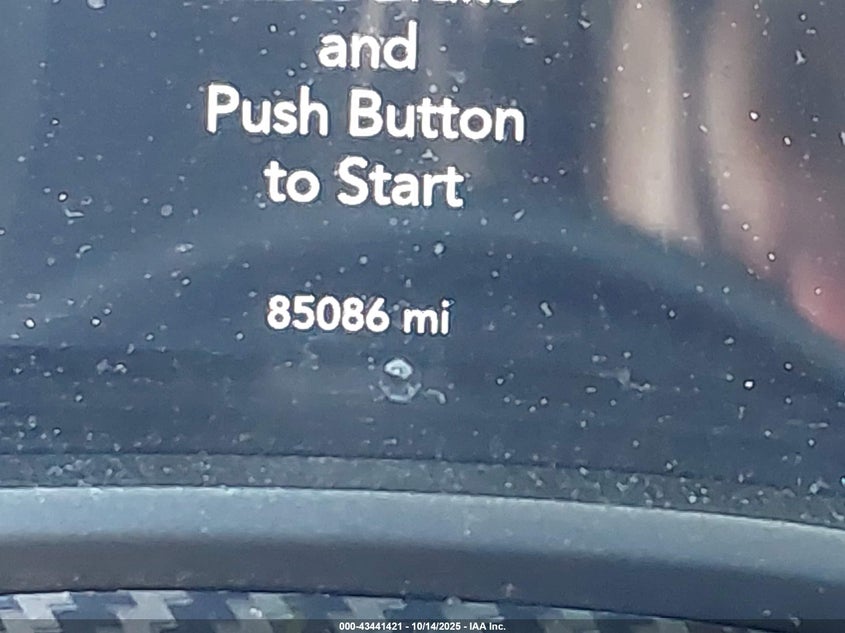 and
Push Button
to Start
85086 mi
000-43441421 - 10/14/2025 - IAA Inc.